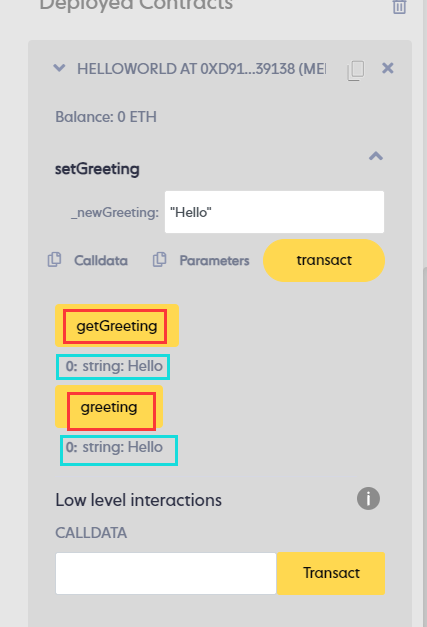 Deployed Contracts
HELLOWORLD AT 0XD91...39138 (MEI
Balance: 0 ETH
setGreeting
_newGreeting: "Hello"
Calldata Parameters transact
getGreeting
0: string: Hello
greeting
0: string: Hello
Low level interactions i
CALLDATA
Transact